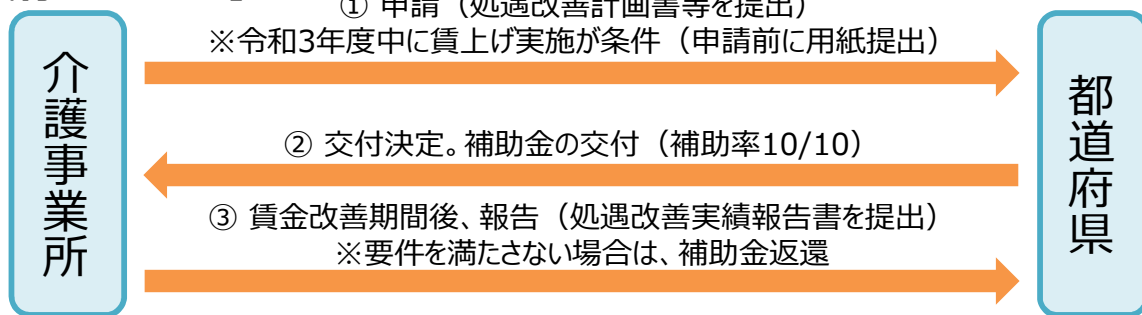 ① 申請（処遇改善計画書等を提出）
※令和3年度中に賃上げ実施が条件（申請前に用紙提出）
介護事業所
都道府県
② 交付決定。補助金の交付（補助率10/10）
③ 賃金改善期間後、報告（処遇改善実績報告書を提出）
※要件を満たさない場合は、補助金返還